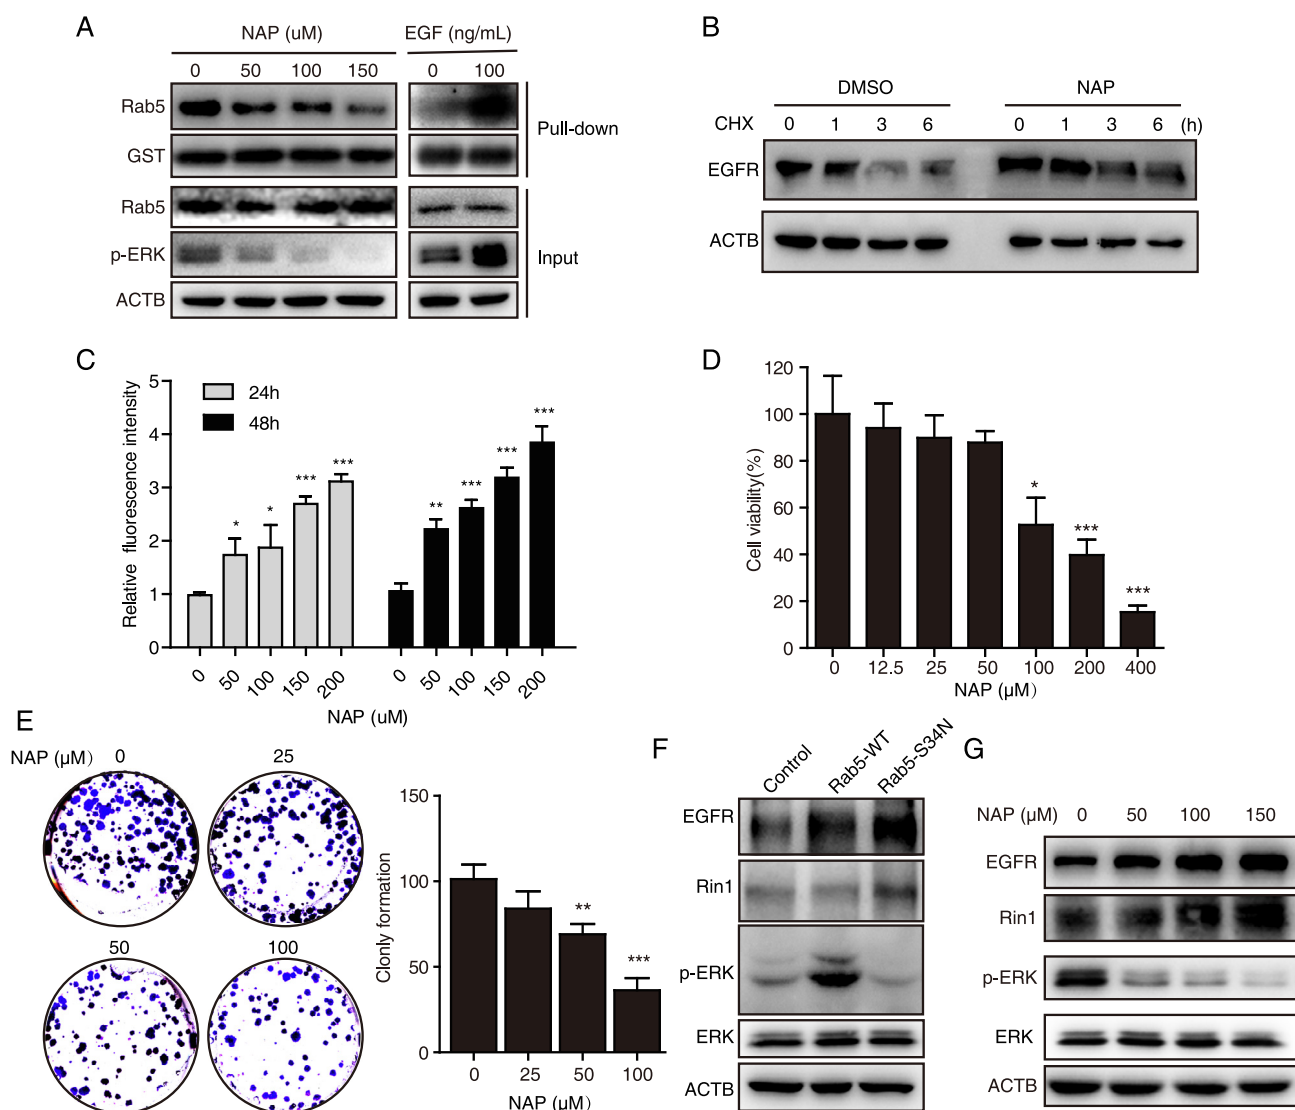 A
NAP (uM)
EGF (ng/mL)
0 50 100 150
0 100
Rab5
GST
Pull-down
Rab5
p-ERK
ACTB
Input
B
DMSO
NAP
CHX 0 1 3 6 0 1 3 6 (h)
EGFR
ACTB
C
Relative fluorescence intensity
5
4
3
2
1
0
24h
48h
* * *** ***
** *** *** ***
0 50 100 150 200 0 50 100 150 200
NAP (uM)
D
Cell viability(%)
120
100
80
60
40
20
0
* *** ***
0 12.5 25 50 100 200 400
NAP (μM)
E
NAP (μM) 0 25
50 100
Clonly formation
150
100
50
0
** ***
0 25 50 100
NAP (μM)
F
Control Rab5-WT Rab5-S34N
EGFR
Rin1
p-ERK
ERK
ACTB
G
NAP (μM) 0 50 100 150
EGFR
Rin1
p-ERK
ERK
ACTB